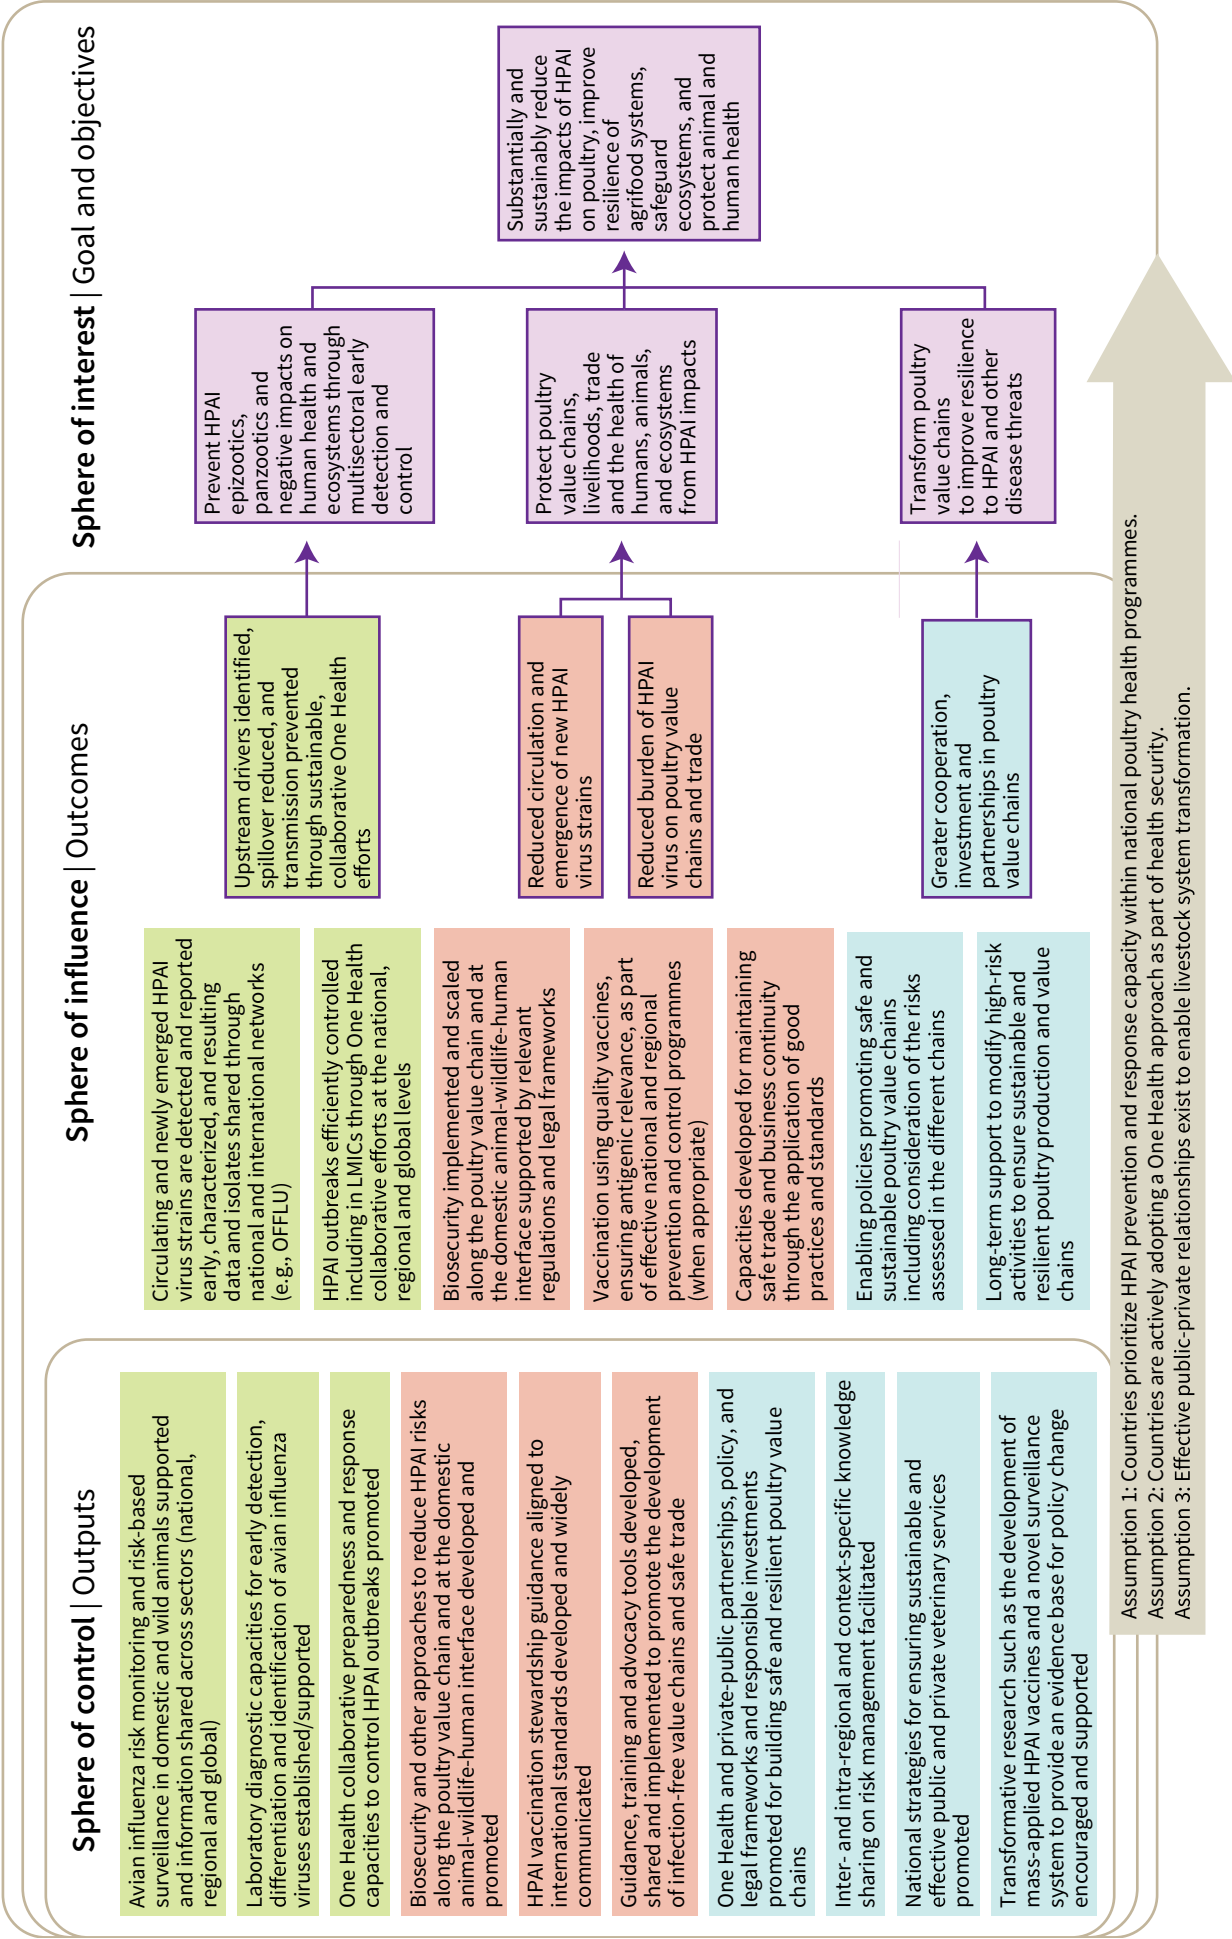 Sphere of control | Outputs
Avian influenza risk monitoring and risk-based
surveillance in domestic and wild animals supported
and information shared across sectors (national,
regional and global)
Laboratory diagnostic capacities for early detection,
differentiation and identification of avian influenza
viruses established/supported
One Health collaborative preparedness and response
capacities to control HPAI outbreaks promoted
Biosecurity and other approaches to reduce HPAI risks
along the poultry value chain and at the domestic
animal-wildlife-human interface developed and
promoted
HPAI vaccination stewardship guidance aligned to
international standards developed and widely
communicated
Guidance, training and advocacy tools developed,
shared and implemented to promote the development
of infection-free value chains and safe trade
One Health and private-public partnerships, policy, and
legal frameworks and responsible investments
promoted for building safe and resilient poultry value
chains
Inter- and intra-regional and context-specific knowledge
sharing on risk management facilitated
National strategies for ensuring sustainable and
effective public and private veterinary services
promoted
Transformative research such as the development of
mass-applied HPAI vaccines and a novel surveillance
system to provide an evidence base for policy change
encouraged and supported
Sphere of influence | Outcomes
Circulating and newly emerged HPAI
virus strains are detected and reported
early, characterized, and resulting
data and isolates shared through
national and international networks
(e.g., OFFLU)
HPAI outbreaks efficiently controlled
including in LMICs through One Health
collaborative efforts at the national,
regional and global levels
Biosecurity implemented and scaled
along the poultry value chain and at
the domestic animal-wildlife-human
interface supported by relevant
regulations and legal frameworks
Vaccination using quality vaccines,
ensuring antigenic relevance, as part
of effective national and regional
prevention and control programmes
(when appropriate)
Capacities developed for maintaining
safe trade and business continuity
through the application of good
practices and standards
Enabling policies promoting safe and
sustainable poultry value chains
including consideration of the risks
assessed in the different chains
Long-term support to modify high-risk
activities to ensure sustainable and
resilient poultry production and value
chains
Upstream drivers identified,
spillover reduced, and
transmission prevented
through sustainable,
collaborative One Health
efforts
Reduced circulation and
emergence of new HPAI
virus strains
Reduced burden of HPAI
virus on poultry value
chains and trade
Greater cooperation,
investment and
partnerships in poultry
value chains
Sphere of interest | Goal and objectives
Prevent HPAI
epizootics,
panzootics and
negative impacts on
human health and
ecosystems through
multisectoral early
detection and
control
Protect poultry
value chains,
livelihoods, trade
and the health of
humans, animals,
and ecosystems
from HPAI impacts
Transform poultry
value chains
to improve resilience
to HPAI and other
disease threats
Substantially and
sustainably reduce
the impacts of HPAI
on poultry, improve
resilience of
agrifood systems,
safeguard
ecosystems, and
protect animal and
human health
Assumption 1: Countries prioritize HPAI prevention and response capacity within national poultry health programmes.
Assumption 2: Countries are actively adopting a One Health approach as part of health security.
Assumption 3: Effective public-private relationships exist to enable livestock system transformation.